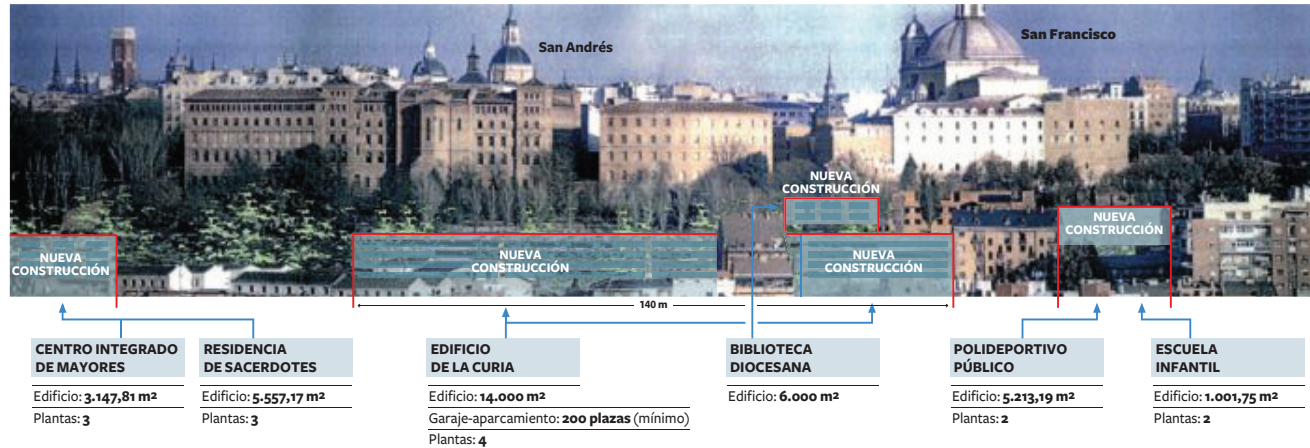 San Andrés
San Francisco
NUEVA
CONSTRUCCIÓN
NUEVA
CONSTRUCCIÓN
NUEVA
CONSTRUCCIÓN
NUEVA
CONSTRUCCIÓN
NUEVA
CONSTRUCCIÓN
140 m
CENTRO INTEGRADO
DE MAYORES
Edificio: 3.147,81 m²
Plantas: 3
RESIDENCIA
DE SACERDOTES
Edificio: 5.557,17 m²
Plantas: 3
EDIFICIO
DE LA CURIA
Edificio: 14.000 m²
Garaje-aparcamiento: 200 plazas (mínimo)
Plantas: 4
BIBLIOTECA
DIOCESANA
Edificio: 6.000 m²
POLIDEPORTIVO
PÚBLICO
Edificio: 5.213,19 m²
Plantas: 2
ESCUELA
INFANTIL
Edificio: 1.001,75 m²
Plantas: 2